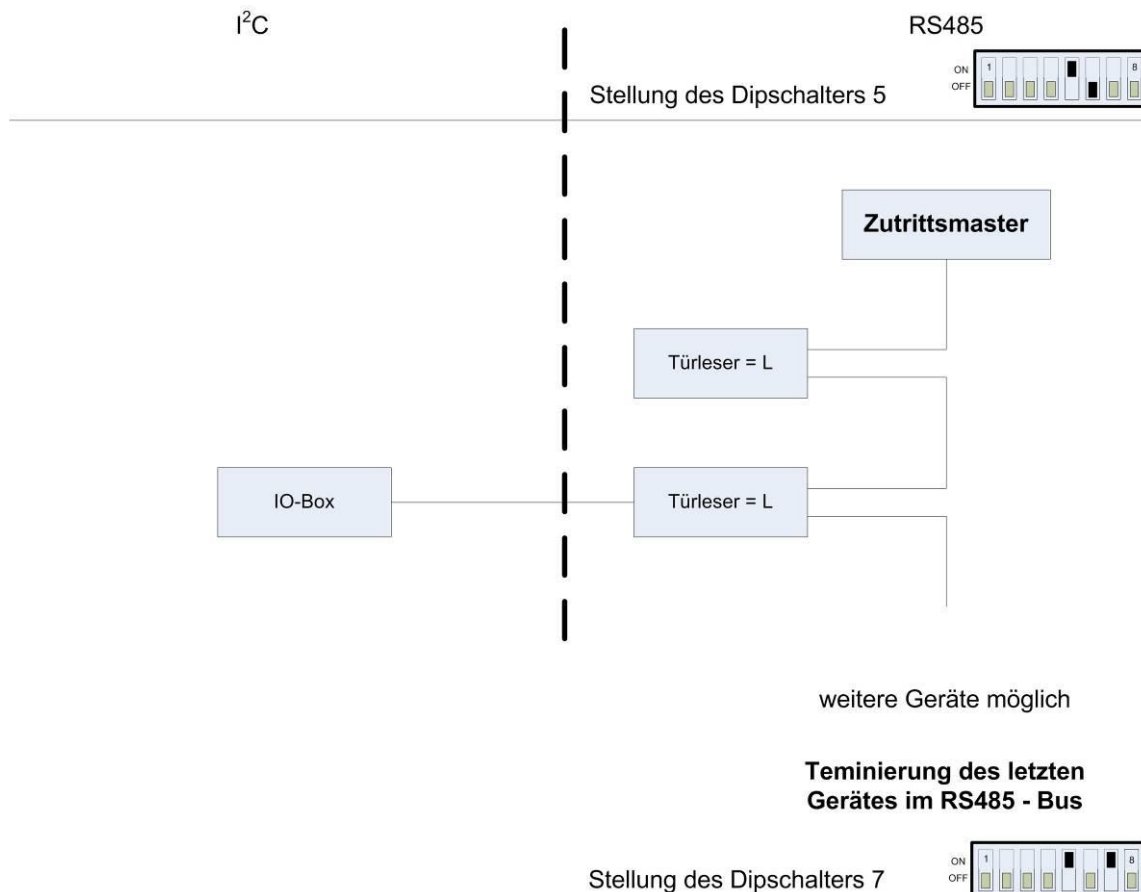 I²C
RS485
ON 1 8
OFF
Stellung des Dipschalters 5
Zutrittsmaster
Türleser = L
IO-Box
Türleser = L
weitere Geräte möglich
Teminierung des letzten
Gerätes im RS485 - Bus
ON 1 8
OFF
Stellung des Dipschalters 7